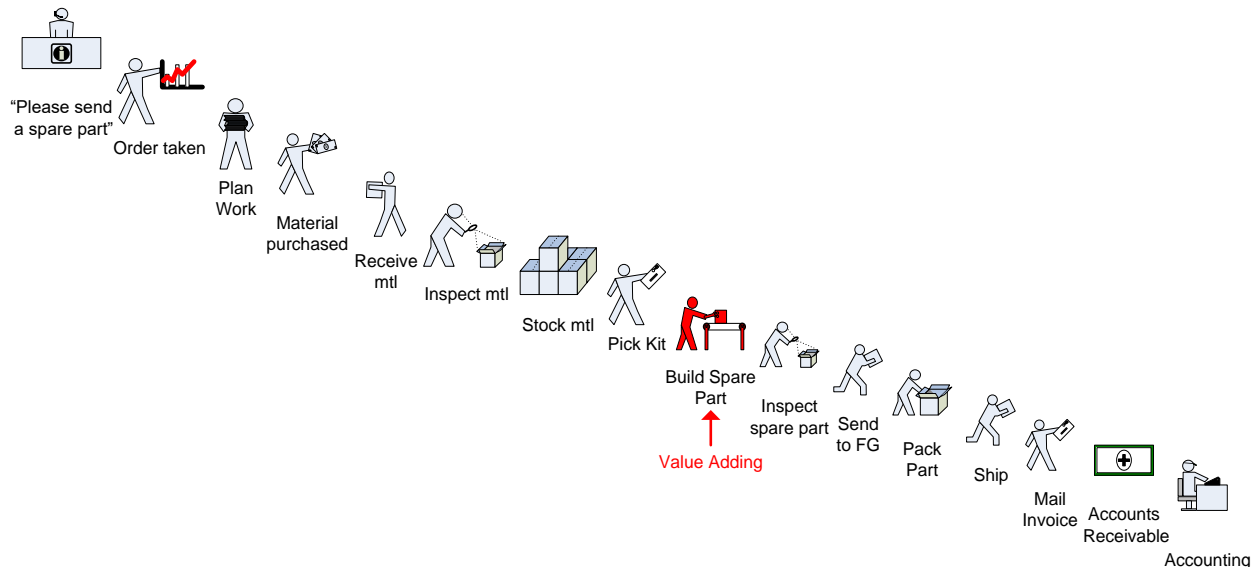 “Please send
a spare part”
Order taken
Plan
Work
Material
purchased
Receive
mtl
Inspect mtl
Stock mtl
Pick Kit
Build Spare
Part
Value Adding
Inspect
spare part
Send
to FG
Pack
Part
Ship
Mail
Invoice
Accounts
Receivable
Accounting